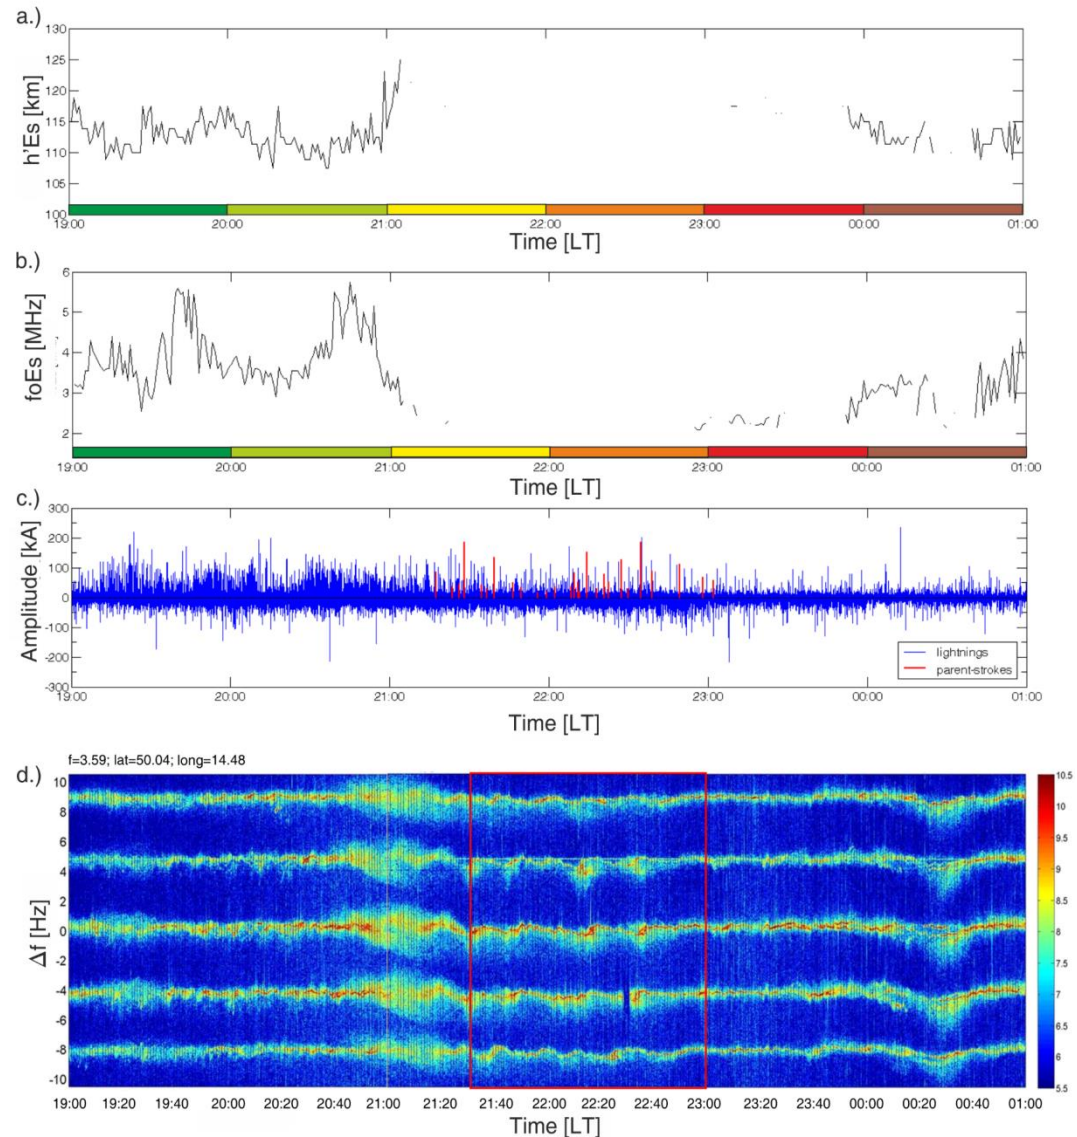 a.)
h'Es [km]
130
125
120
115
110
105
100
19:00 20:00 21:00 22:00 23:00 00:00 01:00
Time [LT]
b.)
foEs [MHz]
6
5
4
3
2
19:00 20:00 21:00 22:00 23:00 00:00 01:00
Time [LT]
c.)
Amplitude [kA]
300
200
100
0
-100
-200
-300
lightnings
parent-strokes
19:00 20:00 21:00 22:00 23:00 00:00 01:00
Time [LT]
f=3.59; lat=50.04; long=14.48
d.)
Δf [Hz]
10
8
6
4
2
0
-2
-4
-6
-8
-10
10.5
10
9.5
9
8.5
8
7.5
7
6.5
6
5.5
19:00 19:20 19:40 20:00 20:20 20:40 21:00 21:20 21:40 22:00 22:20 22:40 23:00 23:20 23:40 00:00 00:20 00:40 01:00
Time [LT]